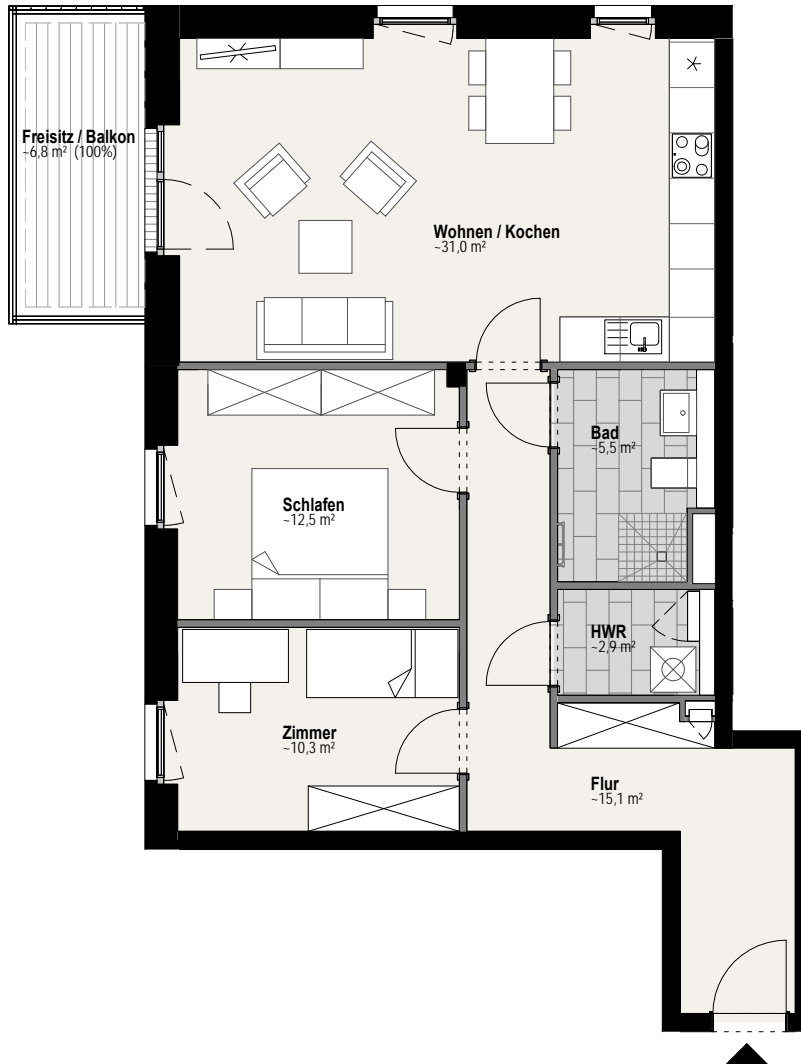 Freisitz / Balkon
~6,8 m² (100%)
Wohnen / Kochen
~31,0 m²
Bad
~5,5 m²
Schlafen
~12,5 m²
HWR
~2,9 m²
Zimmer
~10,3 m²
Flur
~15,1 m²